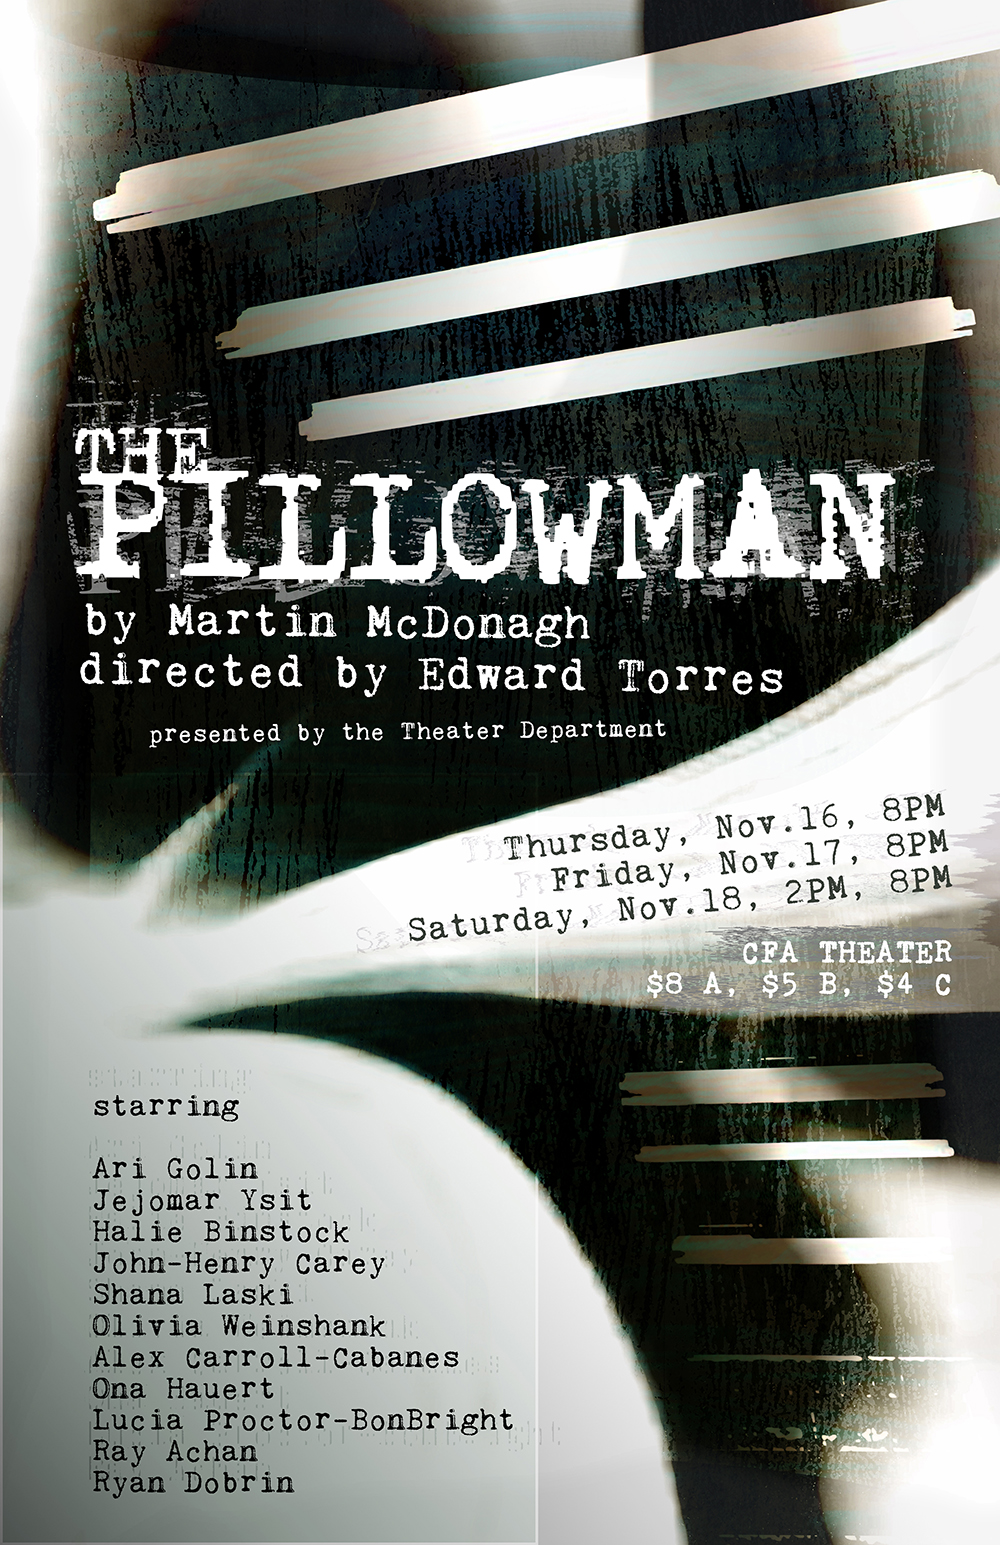 THE
PILLOWMAN
by Martin McDonagh
directed by Edward Torres
presented by the Theater Department
Thursday, Nov.16, 8PM
Friday, Nov.17, 8PM
Saturday, Nov.18, 2PM, 8PM
CFA THEATER
$8 A, $5 B, $4 C
starring
Ari Golin
Jejomar Ysit
Halie Binstock
John-Henry Carey
Shana Laski
Olivia Weinshank
Alex Carroll-Cabanes
Ona Hauert
Lucia Proctor-BonBright
Ray Achan
Ryan Dobrin